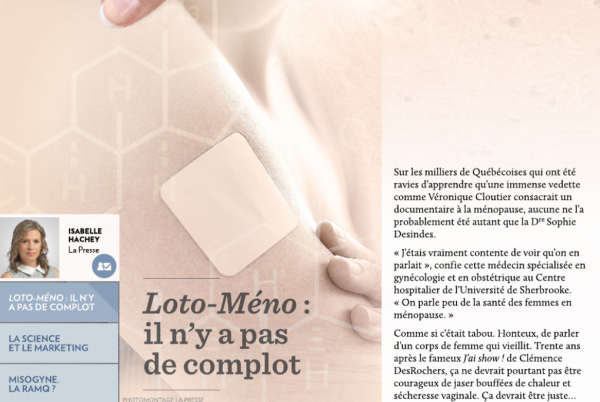 ISABELLE
HACHEY
La Presse
LOTO-MÉNO : IL N'Y
A PAS DE COMPLOT
LA SCIENCE
ET LE MARKETING
MISOGYNE,
LA RAMQ ?
Loto-Méno :
il n'y a pas
de complot
PHOTOMONTAGE LA PRESSE
Sur les milliers de Québécoises qui ont été
ravies d'apprendre qu'une immense vedette
comme Véronique Cloutier consacrait un
documentaire à la ménopause, aucune ne l'a
probablement été autant que la Dre Sophie
Desindes.
« J'étais vraiment contente de voir qu'on en
parlait », confie cette médecin spécialisée en
gynécologie et en obstétrique au Centre
hospitalier de l'Université de Sherbrooke.
« On parle peu de la santé des femmes en
ménopause. »
Comme si c'était tabou. Honteux, de parler
d'un corps de femme qui vieillit. Trente ans
après le fameux J'ai show ! de Clémence
DesRochers, ça ne devrait pourtant pas être
courageux de jaser bouffées de chaleur et
sécheresse vaginale. Ça devrait être juste...
H
H